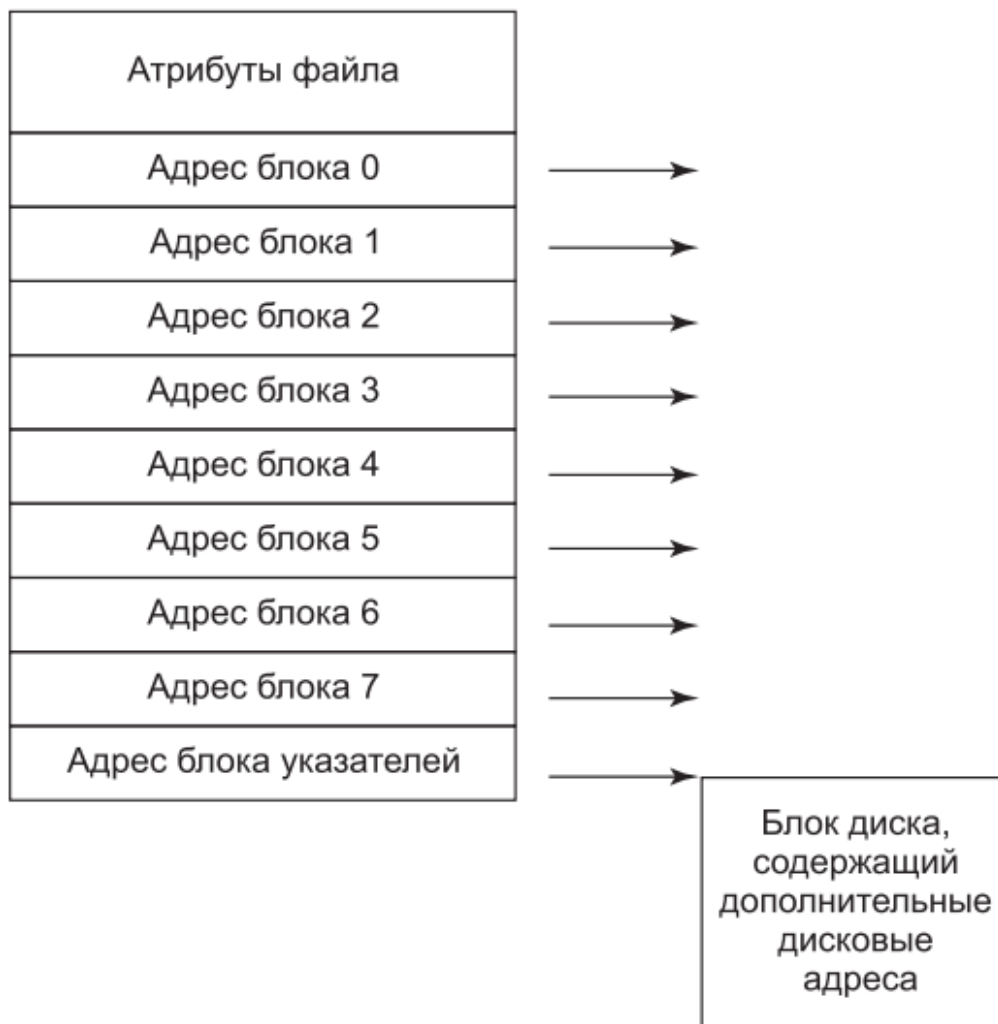 Атрибуты файла
Адрес блока 0
Адрес блока 1
Адрес блока 2
Адрес блока 3
Адрес блока 4
Адрес блока 5
Адрес блока 6
Адрес блока 7
Адрес блока указателей
Блок диска,
содержащий
дополнительные
дисковые
адреса